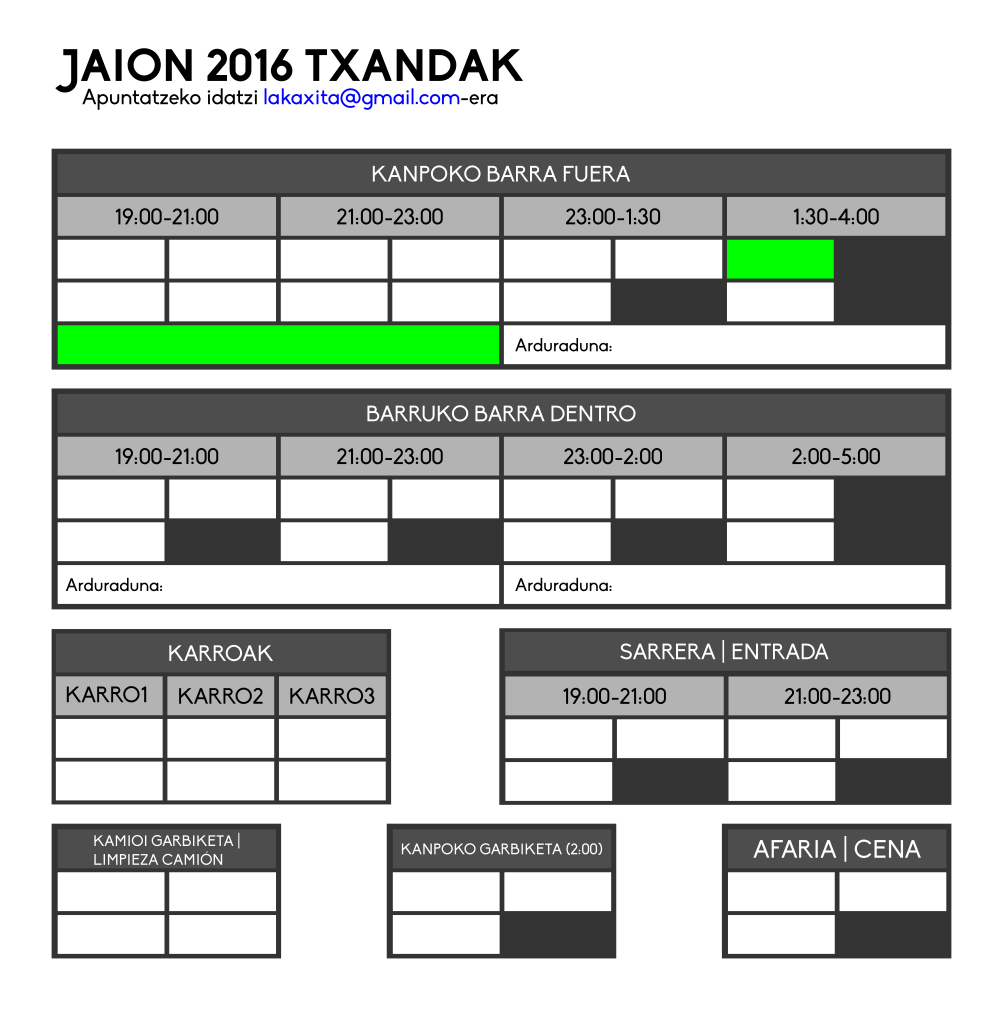 JAION 2016 TXANDAK
Apuntatzeko idatzi lakaxita@gmail.com-era
KANPOKO BARRA FUERA
19:00-21:00 21:00-23:00 23:00-1:30 1:30-4:00
Arduraduna:
BARRUKO BARRA DENTRO
19:00-21:00 21:00-23:00 23:00-2:00 2:00-5:00
Arduraduna: Arduraduna:
KARROAK
KARRO1 KARRO2 KARRO3
SARRERA | ENTRADA
19:00-21:00 21:00-23:00
KAMIOI GARBIKETA |
LIMPIEZA CAMIÓN
KANPOKO GARBIKETA (2:00)
AFARIA | CENA